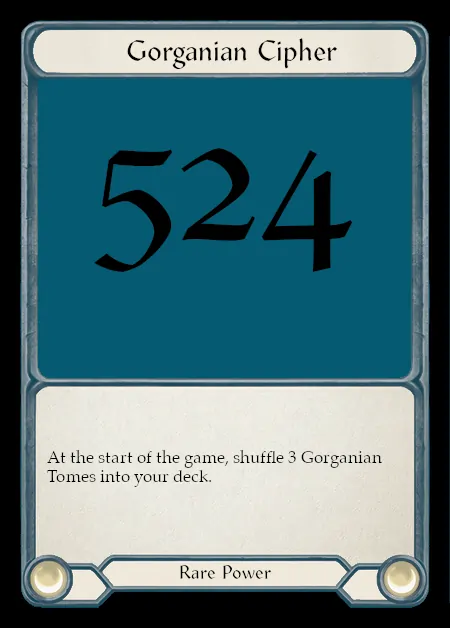 Gorganian Cipher
524
At the start of the game, shuffle 3 Gorganian
Tomes into your deck.
Rare Power